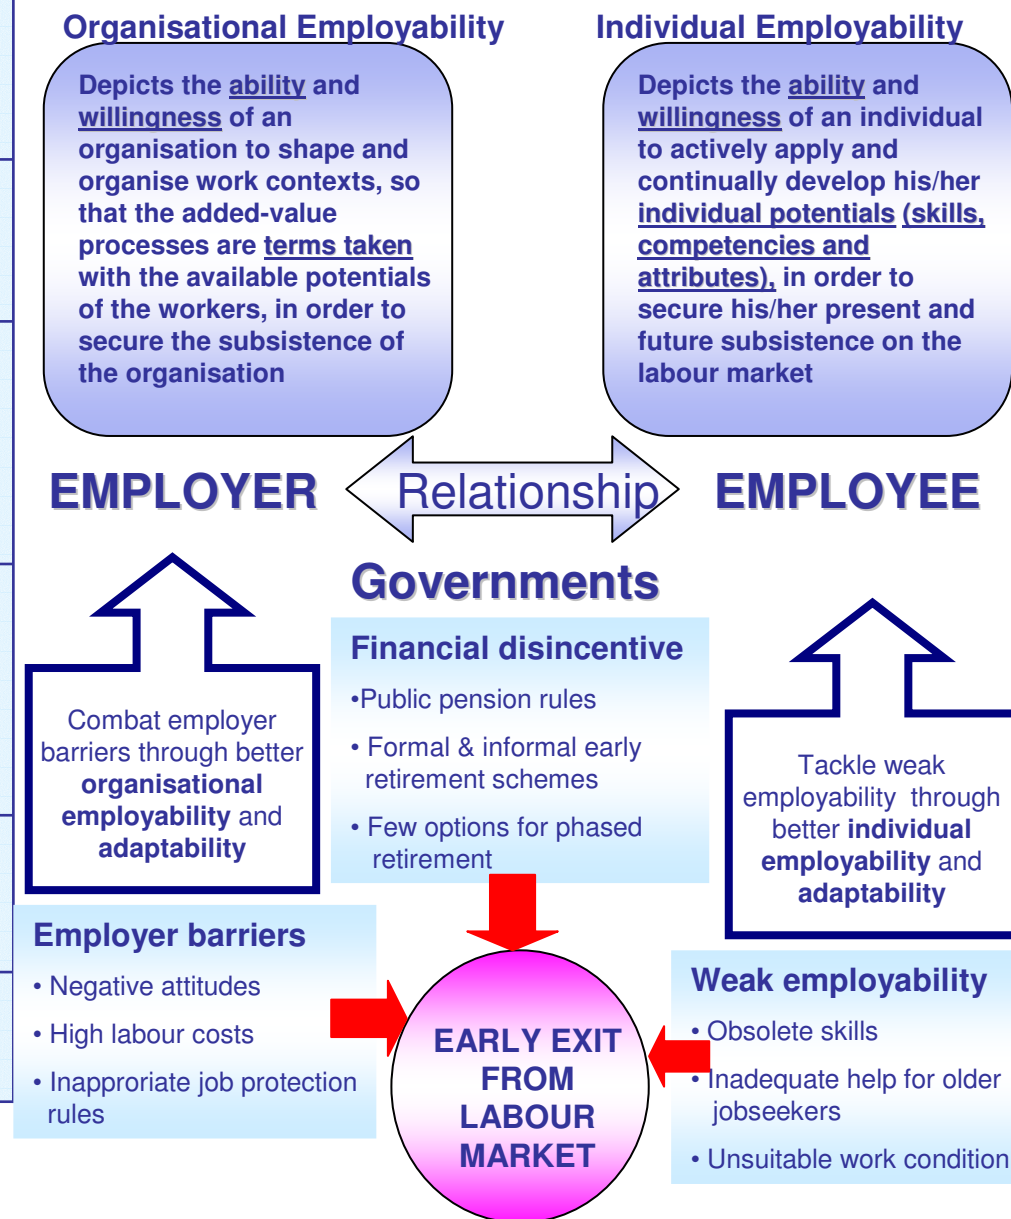 Organisational Employability
Depicts the ability and
willingness of an
organisation to shape and
organise work contexts, so
that the added-value
processes are terms taken
with the available potentials
of the workers, in order to
secure the subsistence of
the organisation
Individual Employability
Depicts the ability and
willingness of an individual
to actively apply and
continually develop his/her
individual potentials (skills,
competencies and
attributes), in order to
secure his/her present and
future subsistence on the
labour market
EMPLOYER
Relationship
EMPLOYEE
Governments
Financial disincentive
•Public pension rules
• Formal & informal early
retirement schemes
• Few options for phased
retirement
Combat employer
barriers through better
organisational
employability and
adaptability
Tackle weak
employability through
better individual
employability and
adaptability
Employer barriers
• Negative attitudes
• High labour costs
• Inapproriate job protection
rules
EARLY EXIT
FROM
LABOUR
MARKET
Weak employability
• Obsolete skills
• Inadequate help for older
jobseekers
• Unsuitable work condition